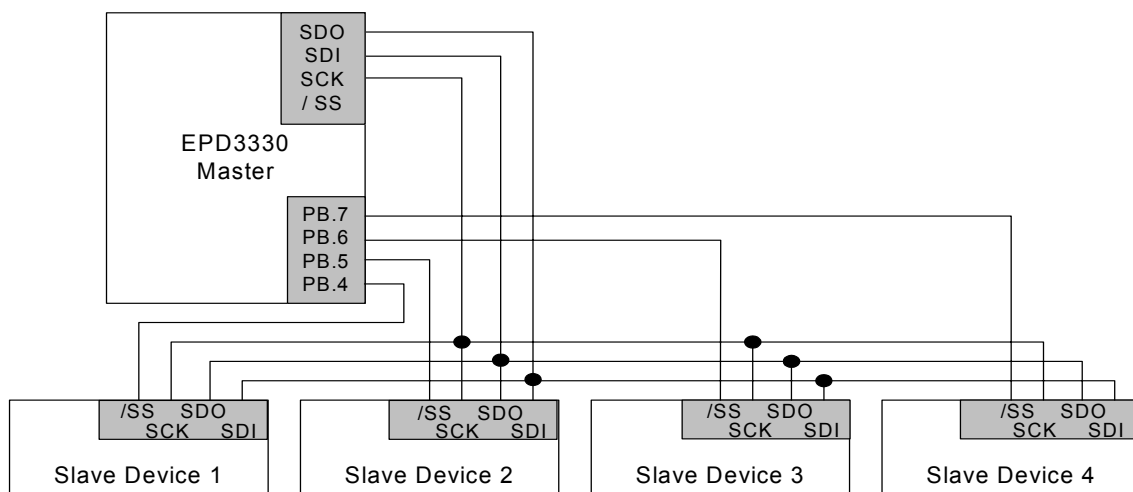 SDO
SDI
SCK
/ SS
EPD3330
Master
PB.7
PB.6
PB.5
PB.4
/SS SDO
SCK SDI
Slave Device 1
/SS SDO
SCK SDI
Slave Device 2
/SS SDO
SCK SDI
Slave Device 3
/SS SDO
SCK SDI
Slave Device 4